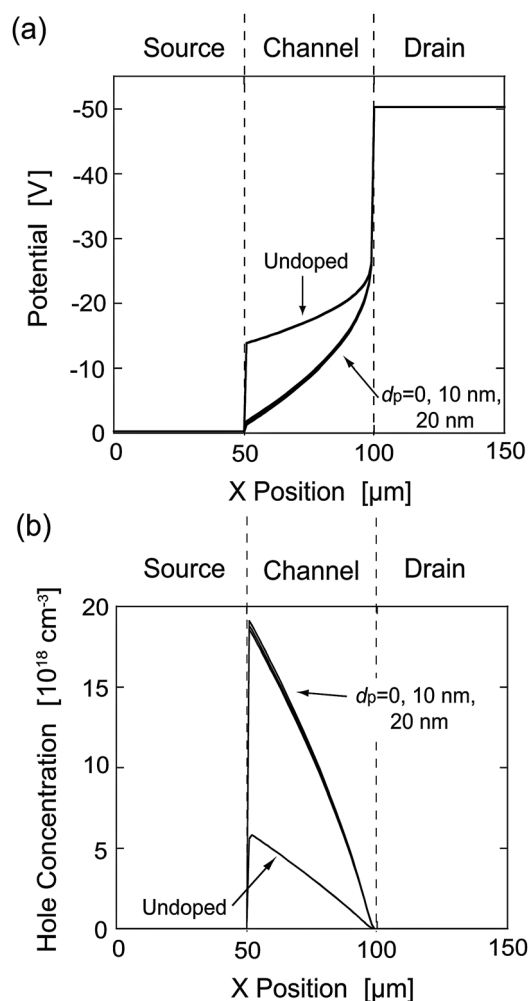 (a)
Source Channel Drain
-50
-40
-30
-20
-10
0
Potential [V]
Undoped
dp=0, 10 nm,
20 nm
0 50 100 150
X Position [µm]
(b)
Source Channel Drain
20
15
10
5
0
Hole Concentration [10¹⁸ cm⁻³]
dp=0, 10 nm,
20 nm
Undoped
0 50 100 150
X Position [µm]